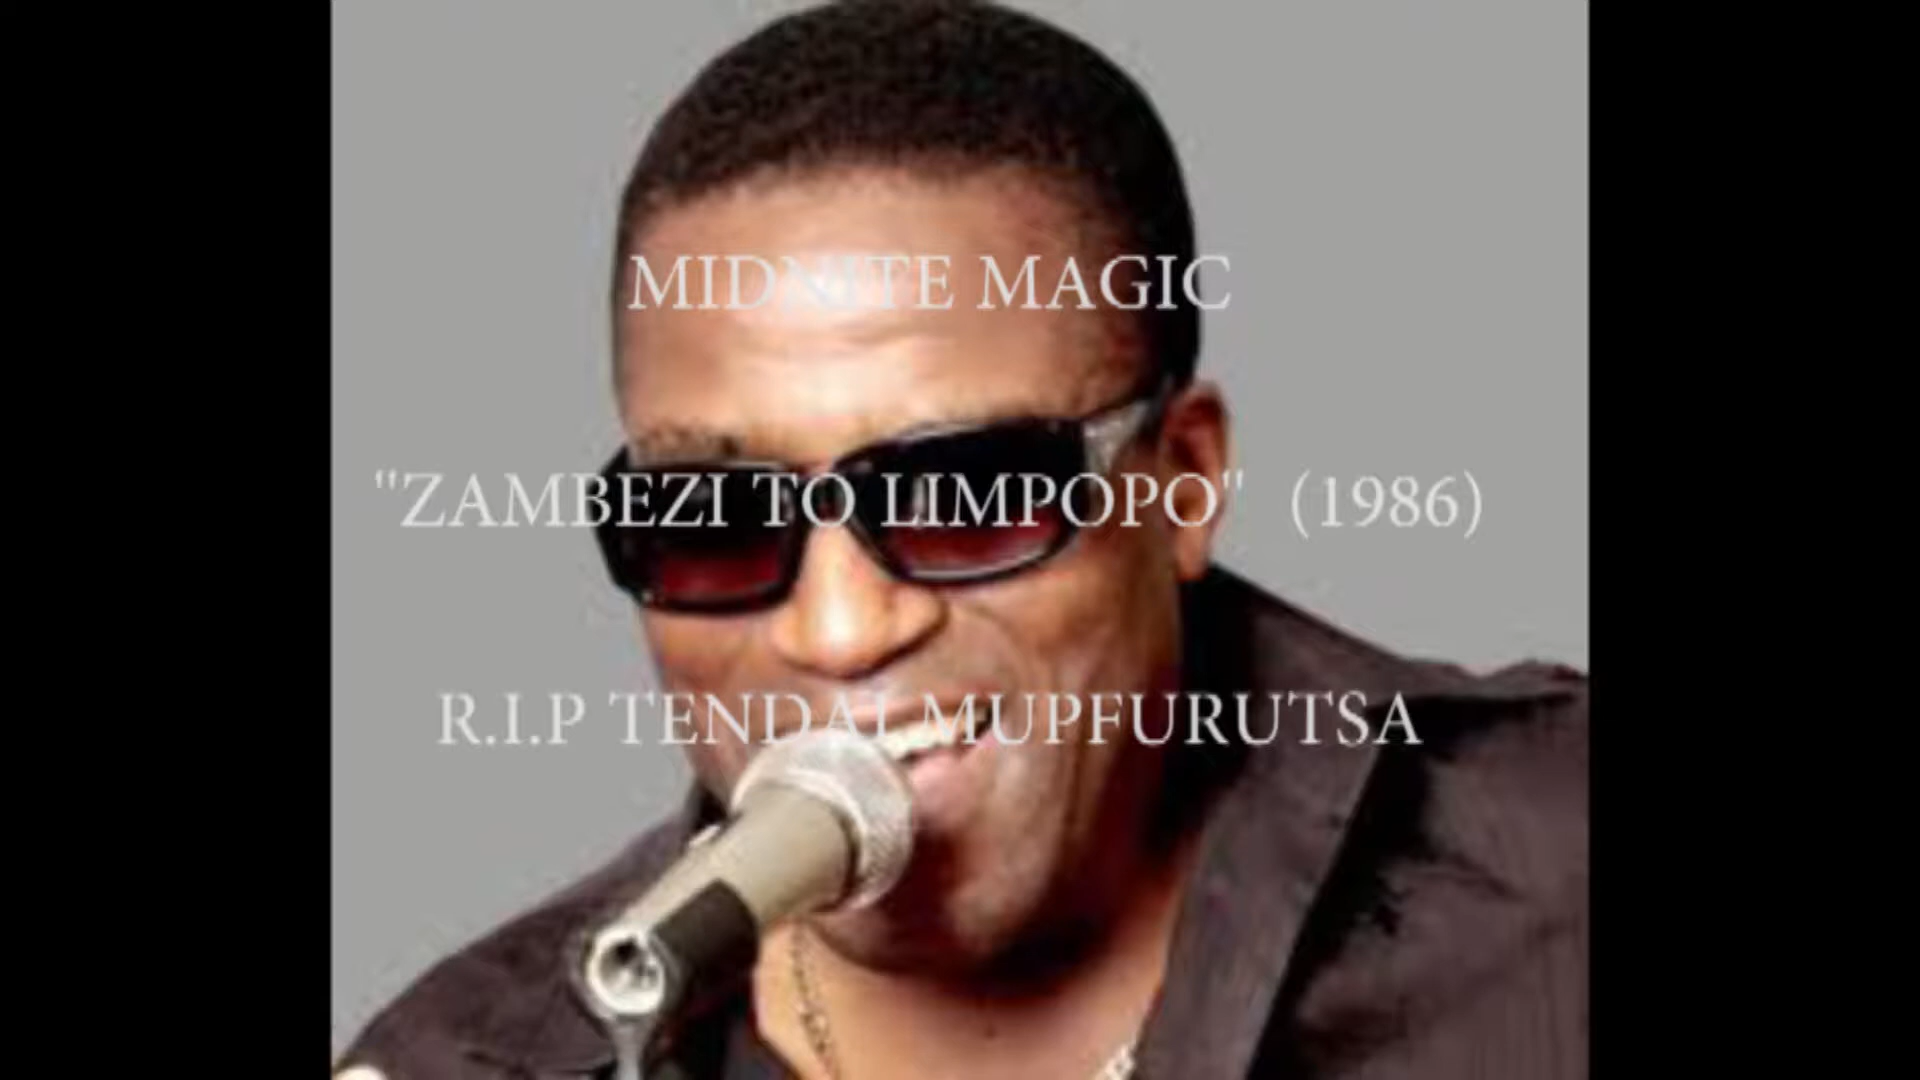 MIDNITE MAGIC
"ZAMBEZI TO LIMPOPO" (1986)
R.I.P TENDAI MUPFURUTSA